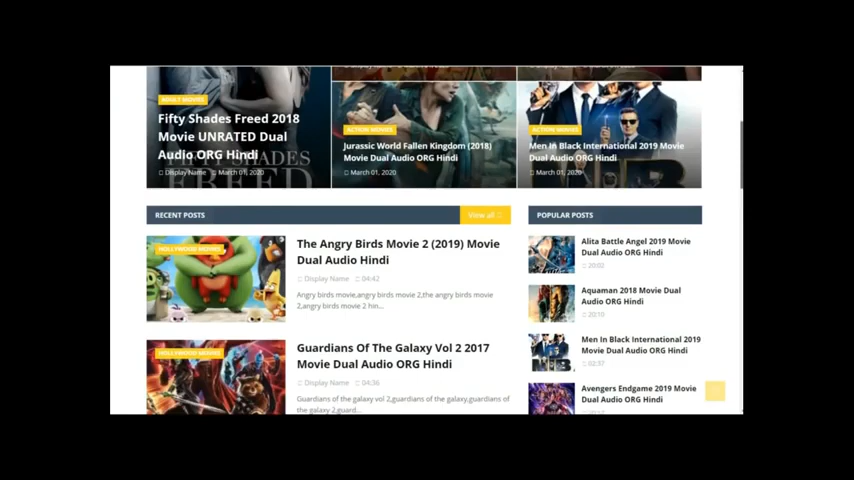 ADULT MOVIES
Fifty Shades Freed 2018
Movie UNRATED Dual
Audio ORG Hindi
Display Name March 01, 2020
ACTION MOVIES
Jurassic World Fallen Kingdom (2018)
Movie Dual Audio ORG Hindi
March 01, 2020
ACTION MOVIES
Men In Black International 2019 Movie
Dual Audio ORG Hindi
March 01, 2020
RECENT POSTS
View all
HOLLYWOOD MOVIES
The Angry Birds Movie 2 (2019) Movie
Dual Audio Hindi
Display Name 04:42
Angry birds movie,angry birds movie 2,the angry birds movie
2,angry birds movie 2 hin...
HOLLYWOOD MOVIES
Guardians Of The Galaxy Vol 2 2017
Movie Dual Audio ORG Hindi
Display Name 04:36
Guardians of the galaxy vol 2,guardians of the galaxy,guardians of
the galaxy 2,guard...
POPULAR POSTS
Alita Battle Angel 2019 Movie
Dual Audio ORG Hindi
20:02
Aquaman 2018 Movie Dual
Audio ORG Hindi
20:10
Men In Black International 2019
Movie Dual Audio ORG Hindi
02:37
Avengers Endgame 2019 Movie
Dual Audio ORG Hindi